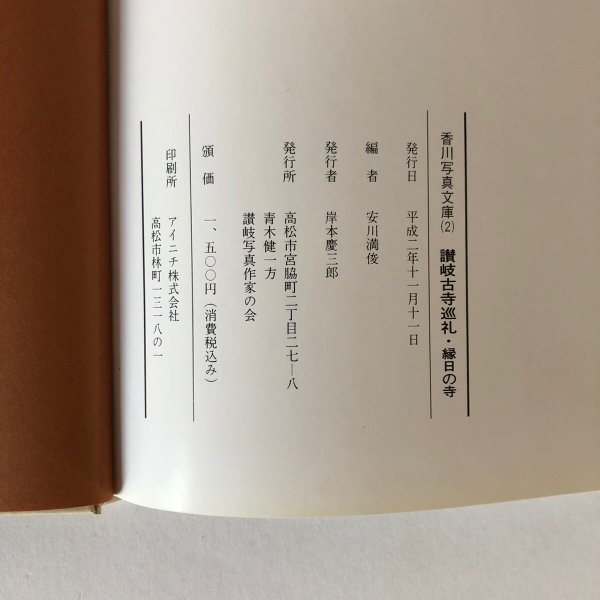 香川写真文庫(2) 讃岐古寺巡礼・縁日の寺
発行日 平成二年十一月十一日
編者 安川満俊
発行者 岸本慶三郎
発行所 高松市宮脇町二丁目二七―八
青木健一方
讃岐写真作家の会
頒価 一、五〇〇円(消費税込み)
印刷所 アイニチ株式会社
高松市林町一三一八の一